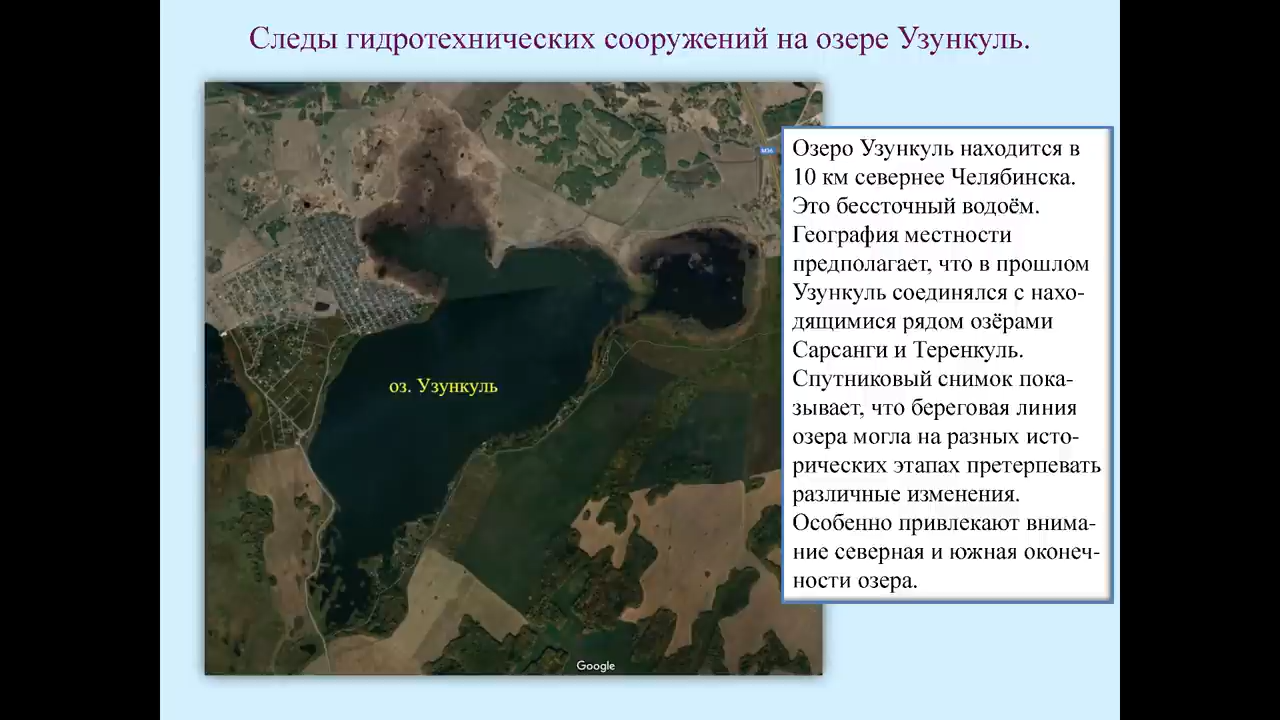 Следы гидротехнических сооружений на озере Узункуль.
М36
Озеро Узункуль находится в
10 км севернее Челябинска.
Это бессточный водоём.
География местности
предполагает, что в прошлом
Узункуль соединялся с нахо-
дящимися рядом озёрами
Сарсанги и Теренкуль.
Спутниковый снимок пока-
зывает, что береговая линия
озера могла на разных исто-
рических этапах претерпевать
различные изменения.
Особенно привлекают внима-
ние северная и южная оконеч-
ности озера.
оз. Узункуль
Google